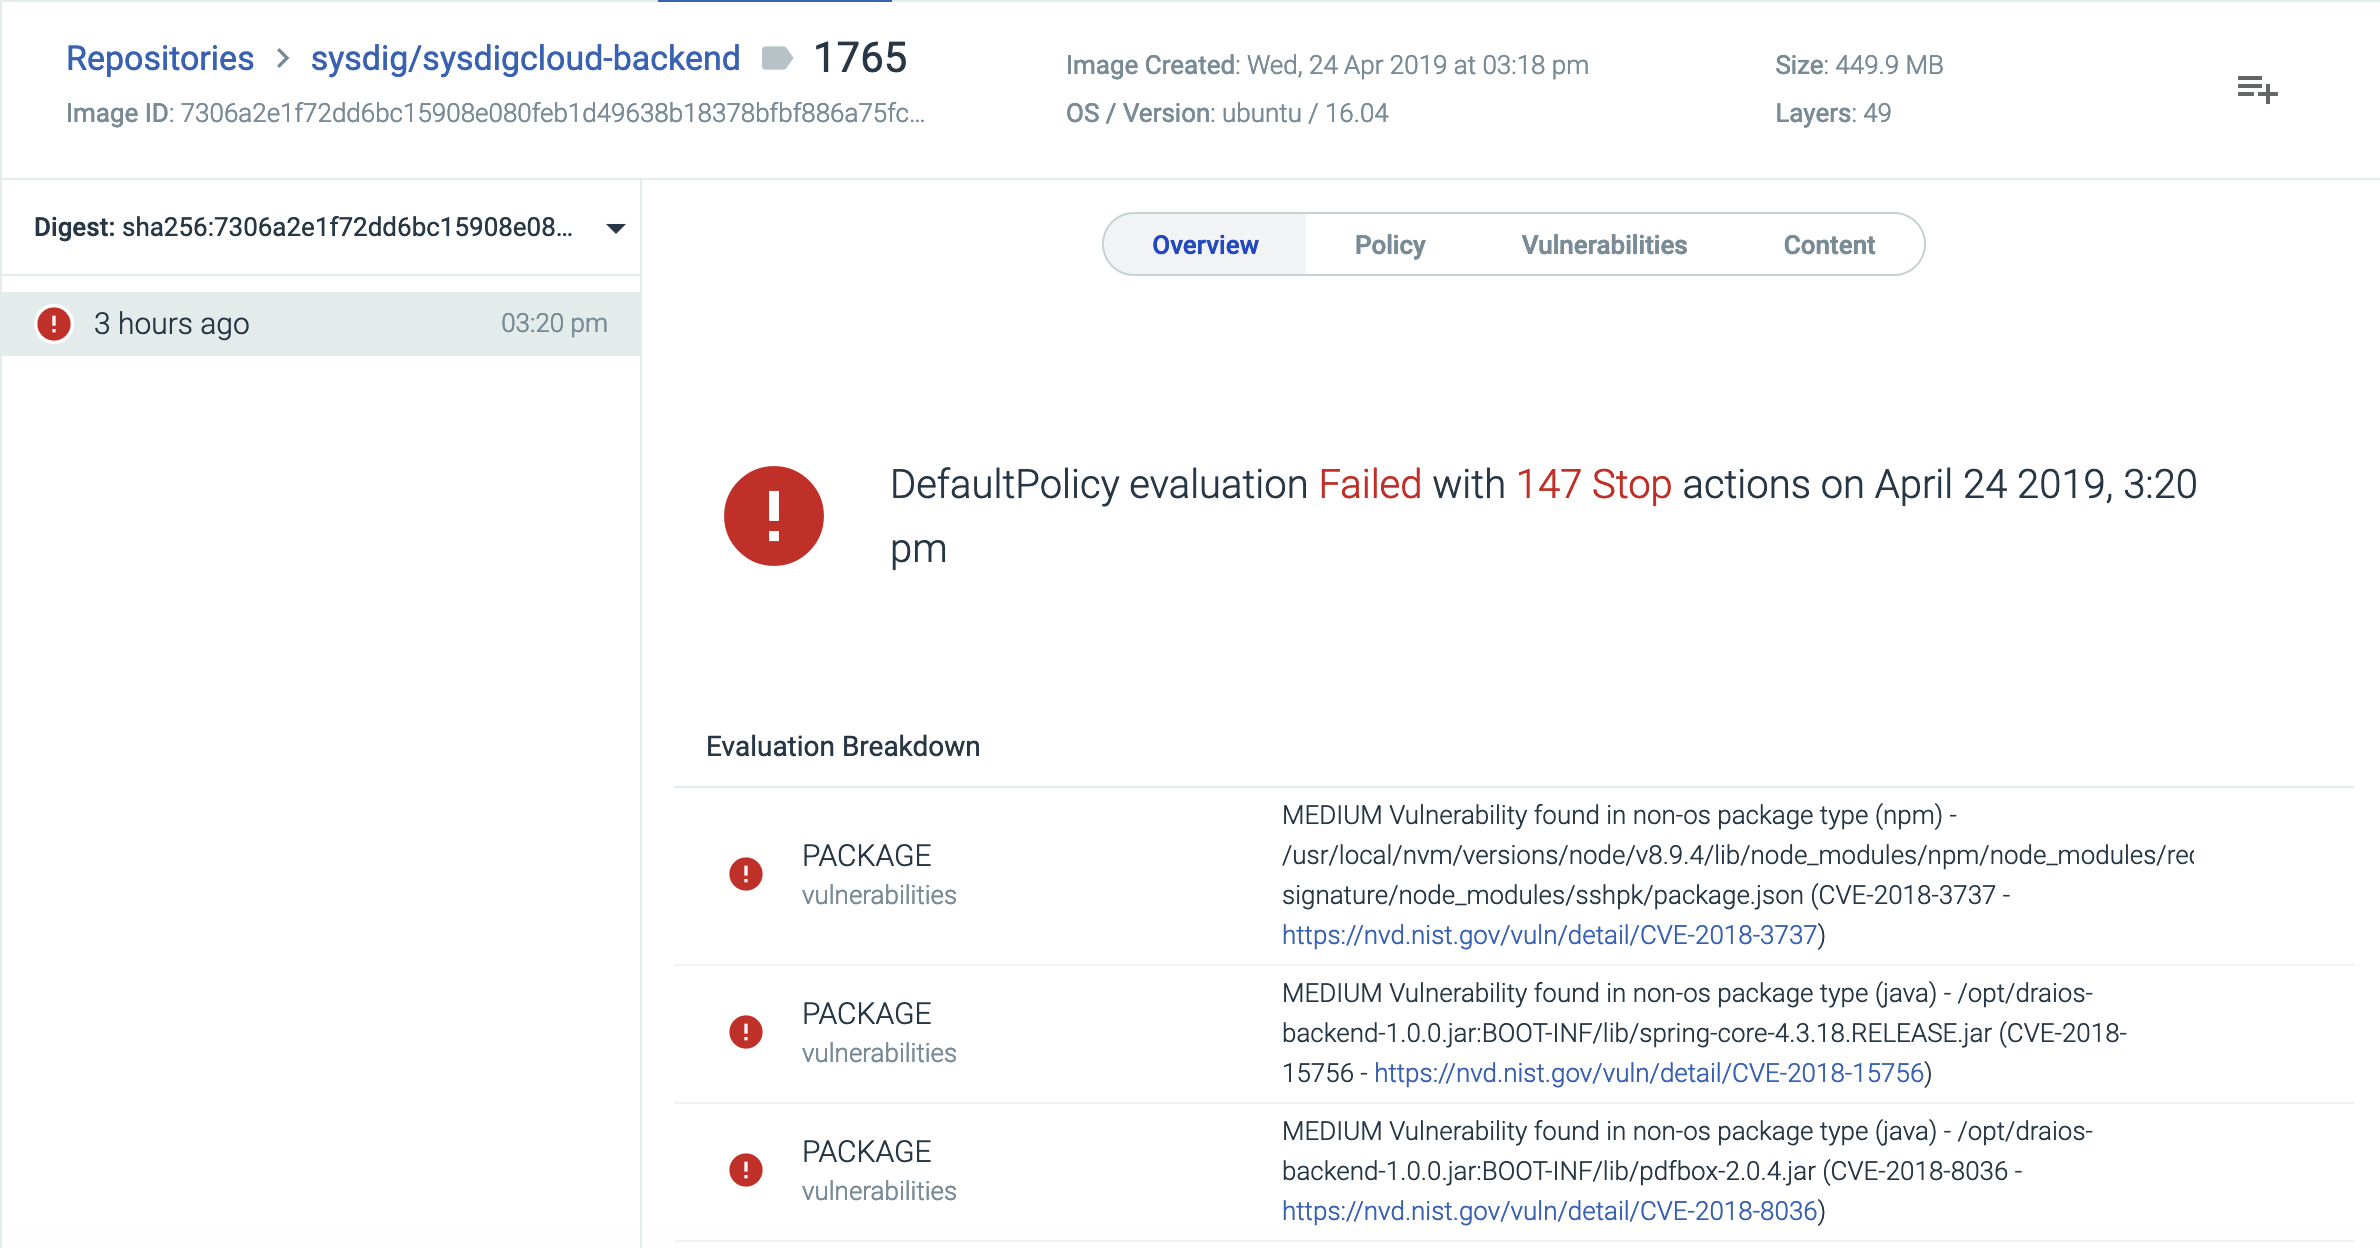 Repositories > sysdig/sysdigcloud-backend 1765
Image ID: 7306a2e1f72dd6bc15908e080feb1d49638b18378bfbf886a75fc...
Image Created: Wed, 24 Apr 2019 at 03:18 pm
OS / Version: ubuntu / 16.04
Size: 449.9 MB
Layers: 49
Digest: sha256:7306a2e1f72dd6bc15908e08...
3 hours ago 03:20 pm
Overview Policy Vulnerabilities Content
DefaultPolicy evaluation Failed with 147 Stop actions on April 24 2019, 3:20
pm
Evaluation Breakdown
PACKAGE
vulnerabilities
MEDIUM Vulnerability found in non-os package type (npm) -
/usr/local/nvm/versions/node/v8.9.4/lib/node_modules/npm/node_modules/rec
signature/node_modules/sshpk/package.json (CVE-2018-3737 -
https://nvd.nist.gov/vuln/detail/CVE-2018-3737)
PACKAGE
vulnerabilities
MEDIUM Vulnerability found in non-os package type (java) - /opt/draios-
backend-1.0.0.jar:BOOT-INF/lib/spring-core-4.3.18.RELEASE.jar (CVE-2018-
15756 - https://nvd.nist.gov/vuln/detail/CVE-2018-15756)
PACKAGE
vulnerabilities
MEDIUM Vulnerability found in non-os package type (java) - /opt/draios-
backend-1.0.0.jar:BOOT-INF/lib/pdfbox-2.0.4.jar (CVE-2018-8036 -
https://nvd.nist.gov/vuln/detail/CVE-2018-8036)